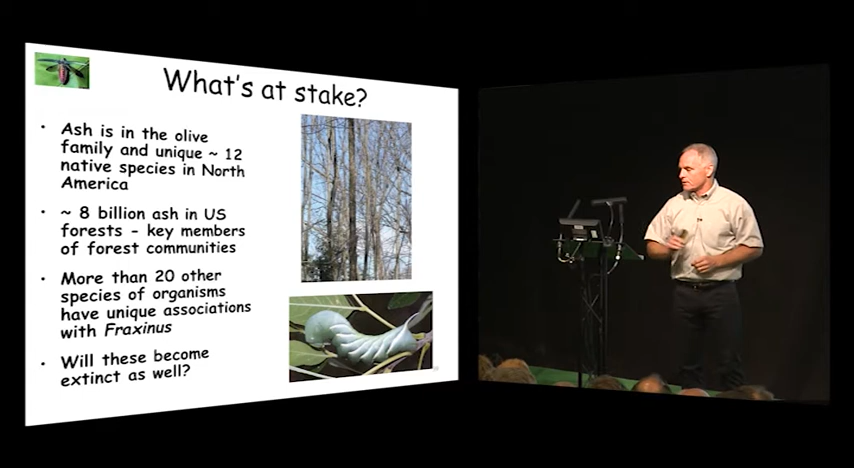 What's at stake?
• Ash is in the olive
family and unique ~ 12
native species in North
America
• ~ 8 billion ash in US
forests - key members
of forest communities
• More than 20 other
species of organisms
have unique associations
with Fraxinus
• Will these become
extinct as well?